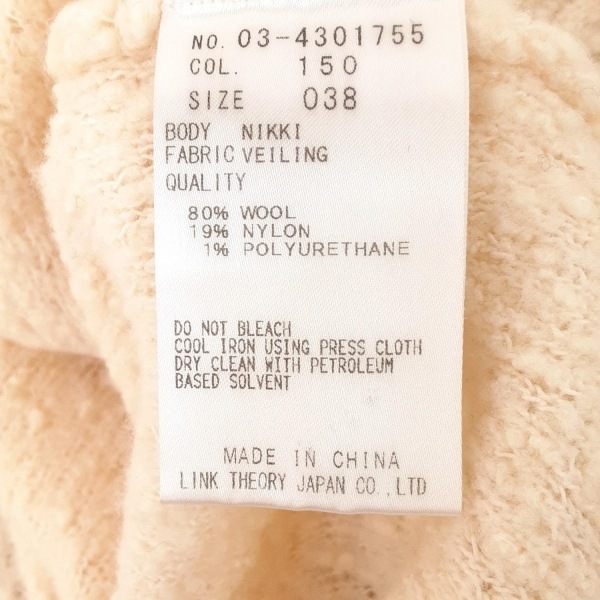 NO. 03-4301755
COL. 150
SIZE 038
BODY NIKKI
FABRIC VEILING
QUALITY
80% WOOL
19% NYLON
1% POLYURETHANE
DO NOT BLEACH
COOL IRON USING PRESS CLOTH
DRY CLEAN WITH PETROLEUM
BASED SOLVENT
MADE IN CHINA
LINK THEORY JAPAN CO.,LTD